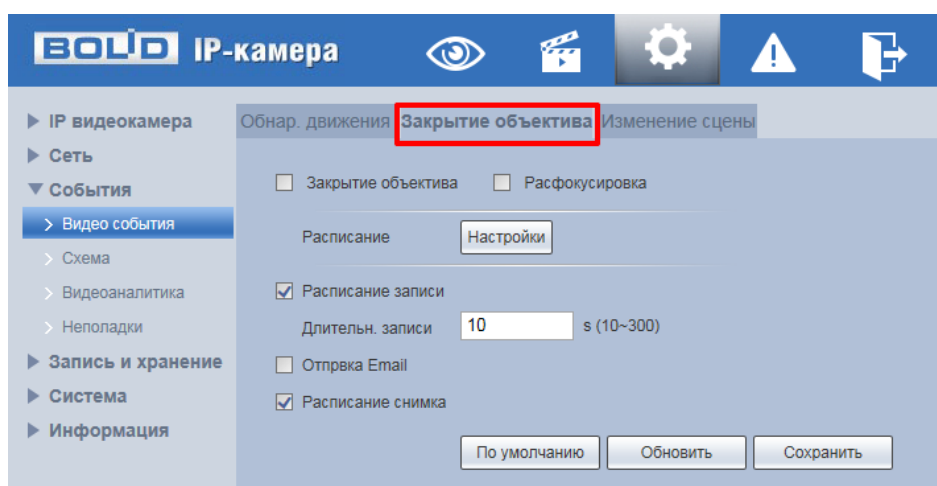 BOLID IP-камера
IP видеокамера
Сеть
События
Видео события
Схема
Видеоаналитика
Неполадки
Запись и хранение
Система
Информация
Обнар. движения Закрытие объектива Изменение сцены
Закрытие объектива Расфокусировка
Расписание Настройки
Расписание записи
Длительн. записи 10 s (10~300)
Отпрвка Email
Расписание снимка
По умолчанию Обновить Сохранить